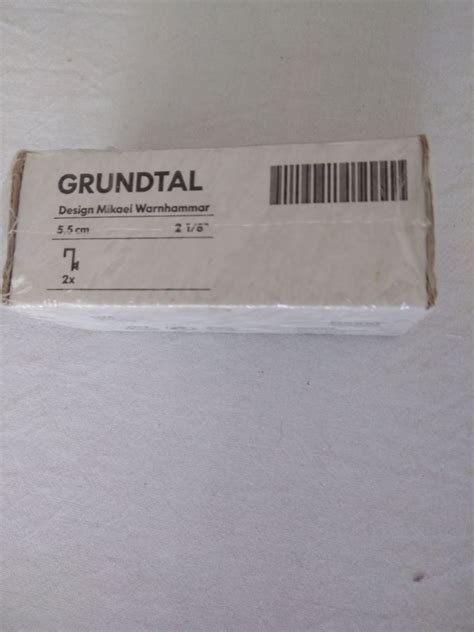 GRUNDTAL
Design Mikael Warnhammar
5.5 cm 2 1/8"
2x